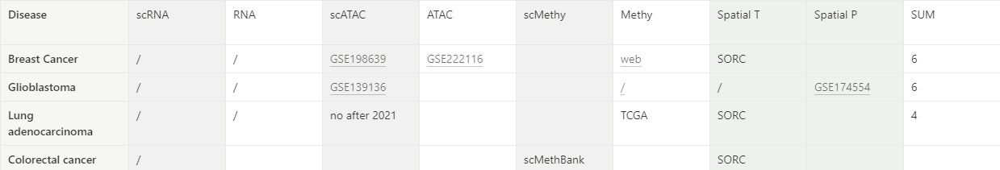 Disease scRNA RNA scATAC ATAC scMethy Methy Spatial T Spatial P SUM
Breast Cancer / / GSE198639 GSE222116 web SORC 6
Glioblastoma / / GSE139136 / / GSE174554 6
Lung / / no after 2021 TCGA SORC 4
adenocarcinoma
Colorectal cancer / scMethBank SORC